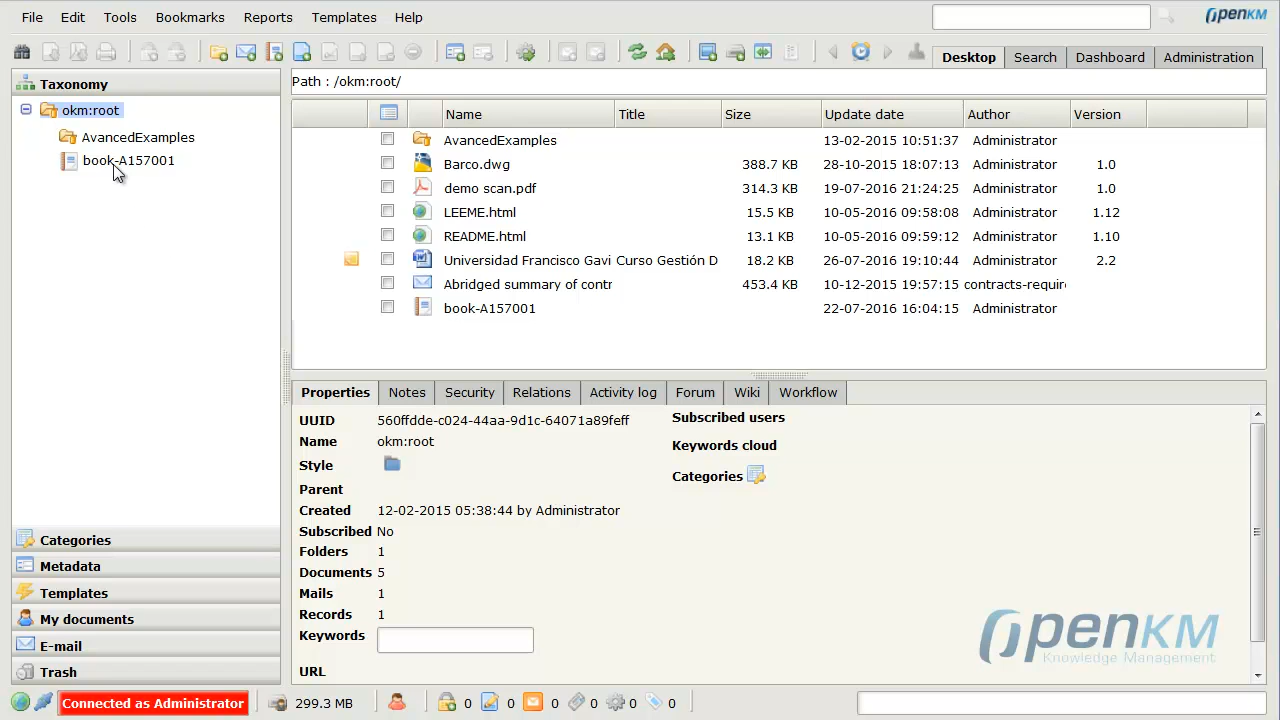 File Edit Tools Bookmarks Reports Templates Help
OpenKM
Desktop Search Dashboard Administration
Taxonomy
okm:root
AvancedExamples
book-A157001
Path : /okm:root/
Name Title Size Update date Author Version
AvancedExamples 13-02-2015 10:51:37 Administrator
Barco.dwg 388.7 KB 28-10-2015 18:07:13 Administrator 1.0
demo scan.pdf 314.3 KB 19-07-2016 21:24:25 Administrator 1.0
LEEME.html 15.5 KB 10-05-2016 09:58:08 Administrator 1.12
README.html 13.1 KB 10-05-2016 09:59:12 Administrator 1.10
Universidad Francisco Gavi Curso Gestión D 18.2 KB 26-07-2016 19:10:44 Administrator 2.2
Abridged summary of contr 453.4 KB 10-12-2015 19:57:15 contracts-requir
book-A157001 22-07-2016 16:04:15 Administrator
Properties Notes Security Relations Activity log Forum Wiki Workflow
UUID 560ffdde-c024-44aa-9d1c-64071a89feff
Name okm:root
Style
Parent
Created 12-02-2015 05:38:44 by Administrator
Subscribed No
Folders 1
Documents 5
Mails 1
Records 1
Keywords
URL
Subscribed users
Keywords cloud
Categories
OpenKM
Knowledge Management
Categories
Metadata
Templates
My documents
E-mail
Trash
Connected as Administrator 299.3 MB 0 0 0 0 0 0